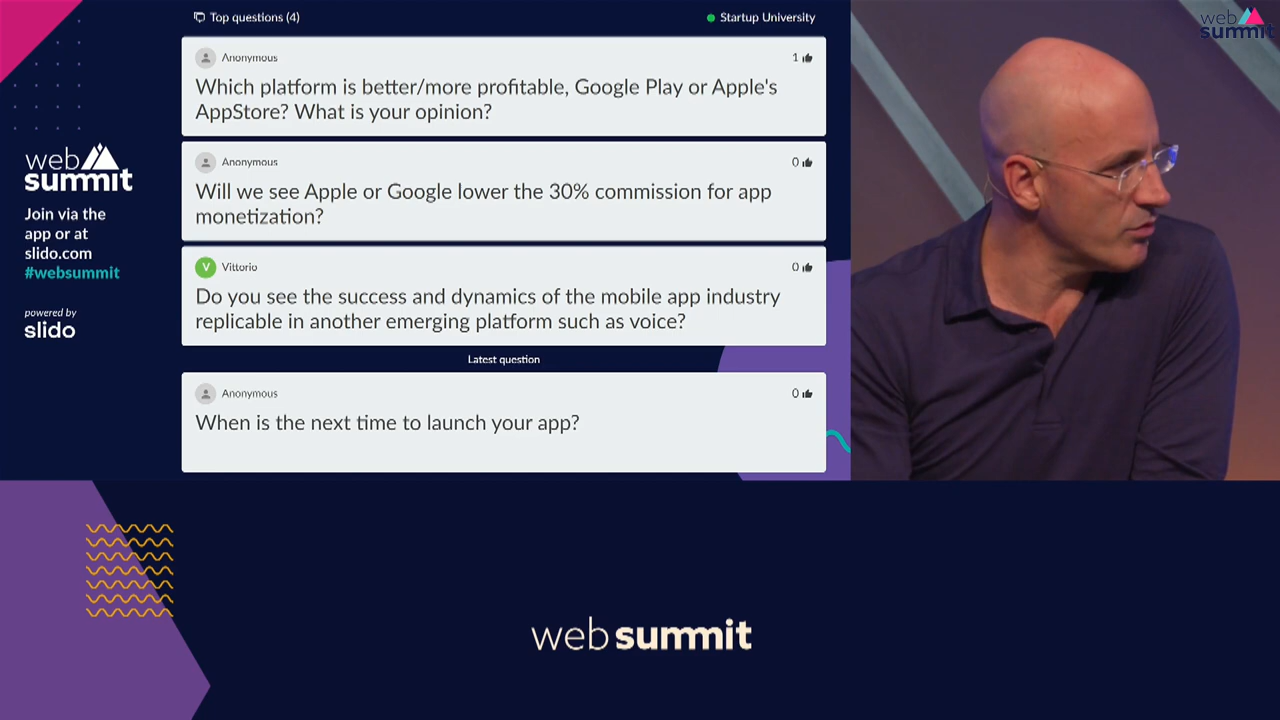 Top questions (4)
Startup University
web
summit
Join via the
app or at
slido.com
#websummit
powered by
slido
Anonymous
1
Which platform is better/more profitable, Google Play or Apple's
AppStore? What is your opinion?
Anonymous
0
Will we see Apple or Google lower the 30% commission for app
monetization?
V
Vittorio
0
Do you see the success and dynamics of the mobile app industry
replicable in another emerging platform such as voice?
Latest question
Anonymous
0
When is the next time to launch your app?
web
summit
web summit